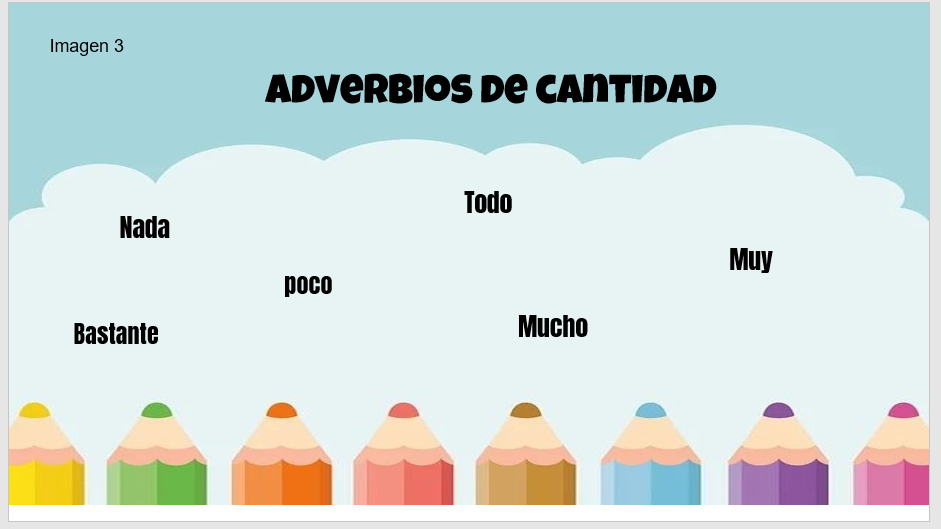 Imagen 3
ADVERBIOS DE CANTIDAD
Todo
Nada
Muy
poco
Mucho
Bastante